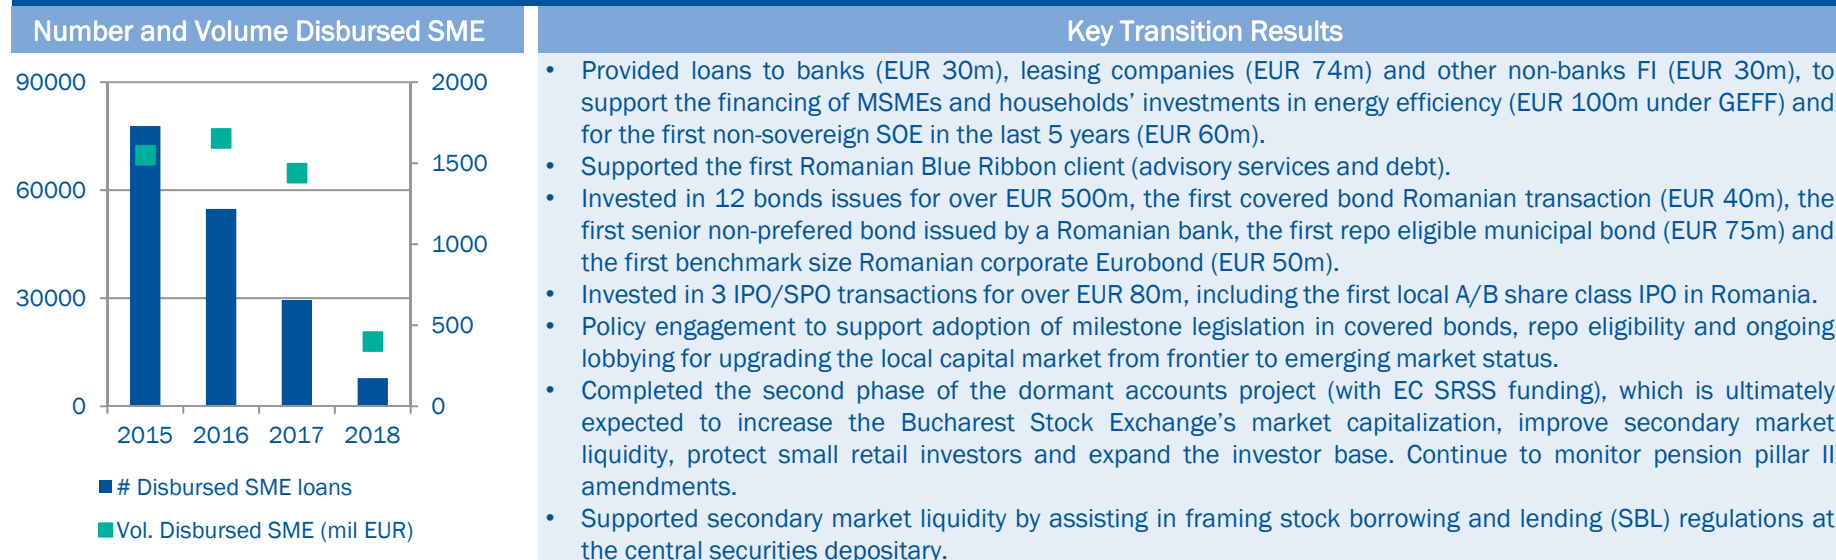 Number and Volume Disbursed SME
90000
60000
30000
0
2000
1500
1000
500
0
2015 2016 2017 2018
# Disbursed SME loans
Vol. Disbursed SME (mil EUR)
Key Transition Results
• Provided loans to banks (EUR 30m), leasing companies (EUR 74m) and other non-banks FI (EUR 30m), to
support the financing of MSMEs and households’ investments in energy efficiency (EUR 100m under GEFF) and
for the first non-sovereign SOE in the last 5 years (EUR 60m).
• Supported the first Romanian Blue Ribbon client (advisory services and debt).
• Invested in 12 bonds issues for over EUR 500m, the first covered bond Romanian transaction (EUR 40m), the
first senior non-prefered bond issued by a Romanian bank, the first repo eligible municipal bond (EUR 75m) and
the first benchmark size Romanian corporate Eurobond (EUR 50m).
• Invested in 3 IPO/SPO transactions for over EUR 80m, including the first local A/B share class IPO in Romania.
• Policy engagement to support adoption of milestone legislation in covered bonds, repo eligibility and ongoing
lobbying for upgrading the local capital market from frontier to emerging market status.
• Completed the second phase of the dormant accounts project (with EC SRSS funding), which is ultimately
expected to increase the Bucharest Stock Exchange’s market capitalization, improve secondary market
liquidity, protect small retail investors and expand the investor base. Continue to monitor pension pillar II
amendments.
• Supported secondary market liquidity by assisting in framing stock borrowing and lending (SBL) regulations at
the central securities depositary.